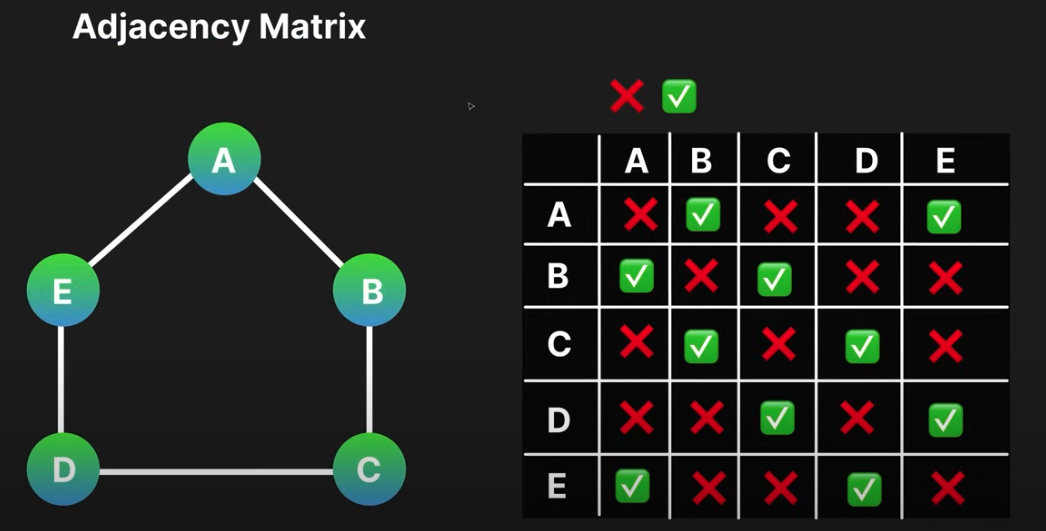 Adjacency Matrix
❌ ✅
A
E
B
D
C
A B C D E
A ❌ ✅ ❌ ❌ ✅
B ✅ ❌ ✅ ❌ ❌
C ❌ ✅ ❌ ✅ ❌
D ❌ ❌ ✅ ❌ ✅
E ✅ ❌ ❌ ✅ ❌